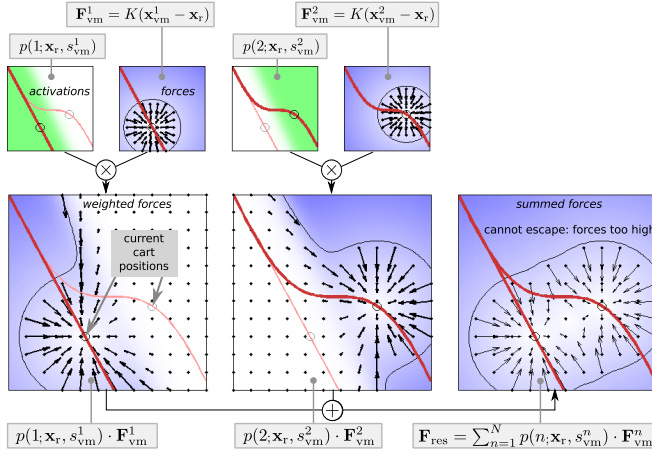 F¹ᵥₘ = K(x¹ᵥₘ − xᵣ)
F²ᵥₘ = K(x²ᵥₘ − xᵣ)
p(1; xᵣ, s¹ᵥₘ)
p(2; xᵣ, s²ᵥₘ)
activations
forces
⊗
⊗
weighted forces
summed forces
cannot escape: forces too high
current
cart
positions
⊕
p(1; xᵣ, s¹ᵥₘ) · F¹ᵥₘ
p(2; xᵣ, s²ᵥₘ) · F²ᵥₘ
F_res = ∑ᴺₙ₌₁ p(n; xᵣ, sⁿᵥₘ) · Fⁿᵥₘ